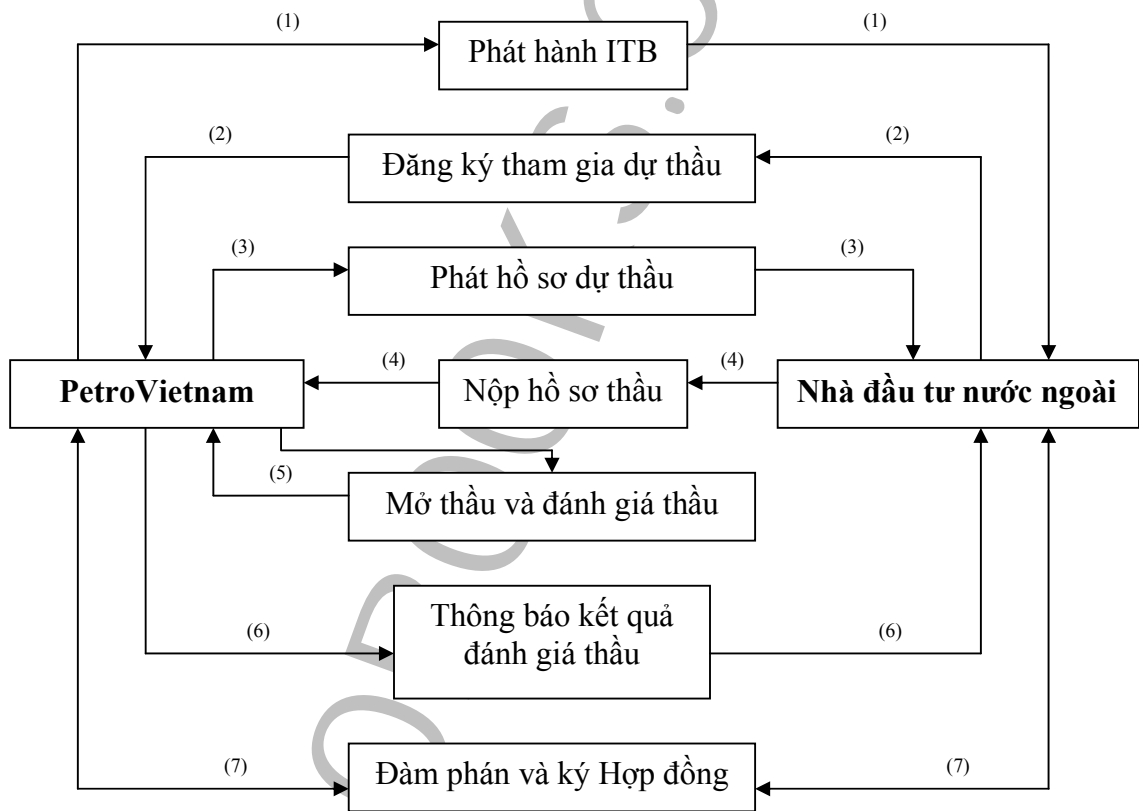 (1)
(1)
Phát hành ITB
(2)
(2)
Đăng ký tham gia dự thầu
(3)
(3)
Phát hồ sơ dự thầu
(4)
(4)
PetroVietnam
Nộp hồ sơ thầu
Nhà đầu tư nước ngoài
(5)
Mở thầu và đánh giá thầu
Thông báo kết quả
đánh giá thầu
(6)
(6)
(7)
(7)
Đàm phán và ký Hợp đồng